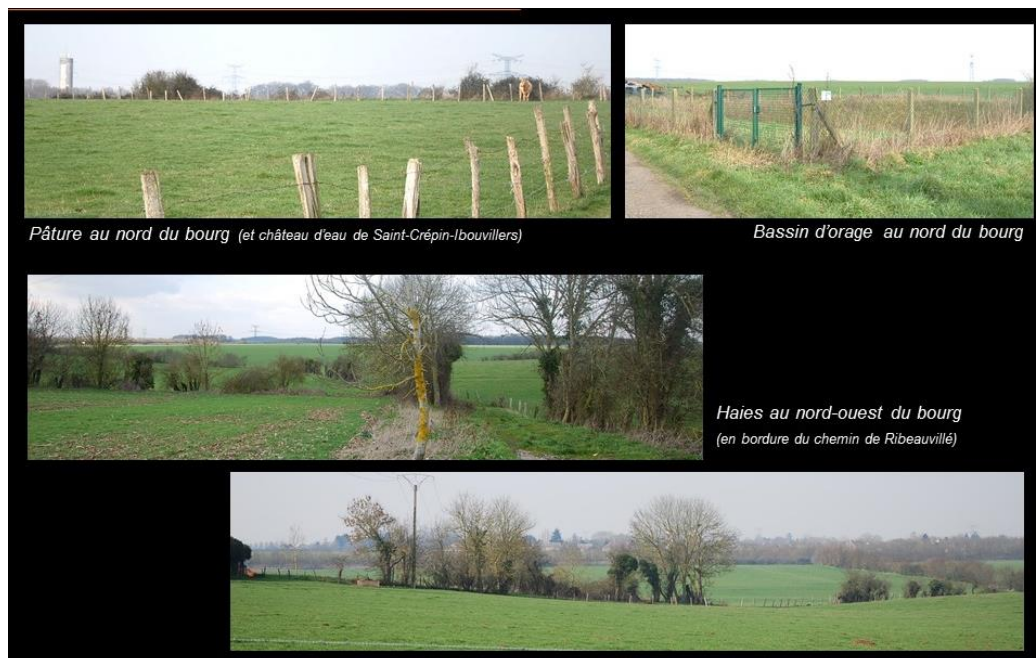 Pâture au nord du bourg (et château d'eau de Saint-Crépin-Ibouvillers)
Bassin d'orage au nord du bourg
Haies au nord-ouest du bourg
(en bordure du chemin de Ribeauvillé)